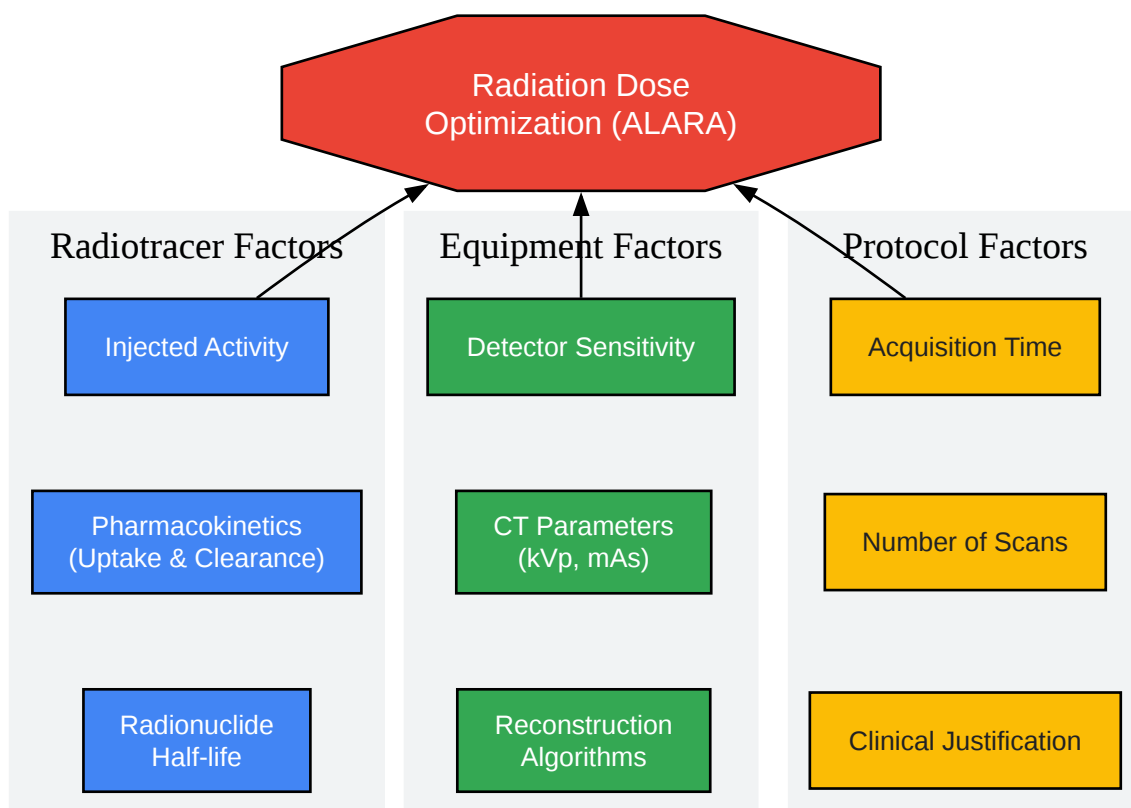 Radiation Dose
Optimization (ALARA)
Radiotracer Factors
Injected Activity
Pharmacokinetics
(Uptake & Clearance)
Radionuclide
Half-life
Equipment Factors
Detector Sensitivity
CT Parameters
(kVp, mAs)
Reconstruction
Algorithms
Protocol Factors
Acquisition Time
Number of Scans
Clinical Justification